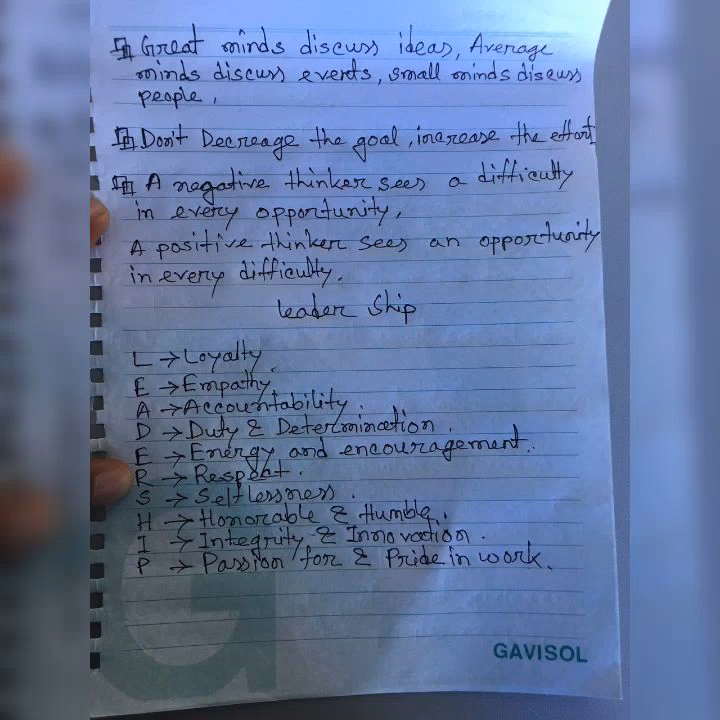 Great minds discuss ideas, Average
minds discuss events, small minds discuss
people,
Don't Decreage the goal, increase the effort
A negative thinker sees a difficulty
in every opportunity,
A positive thinker sees an opportunity
in every difficulty.
leader Ship
L → Loyalty.
E → Empathy
A → Accountability.
D → Duty & Determination.
E → Energy and encouragement.
R → Respect.
S → Selflessness.
H → Honorable & Humble.
I → Integrity & Innovation.
P → Passion for & Pride in work.
GAVISOL